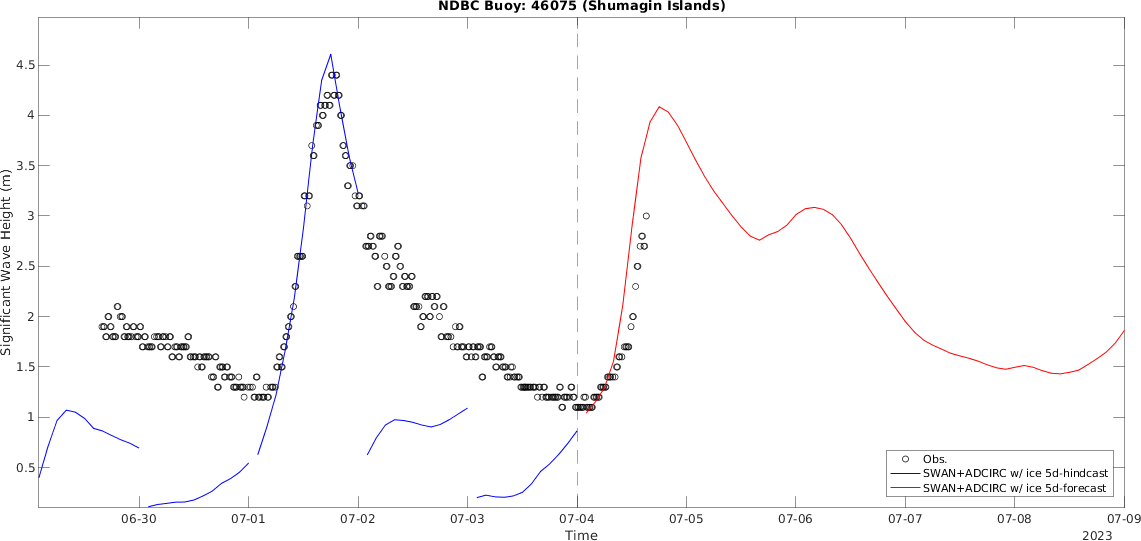 NDBC Buoy: 46075 (Shumagin Islands)
Significant Wave Height (m)
4.5
4
3.5
3
2.5
2
1.5
1
0.5
Obs.
SWAN+ADCIRC w/ ice 5d-hindcast
SWAN+ADCIRC w/ ice 5d-forecast
06-30 07-01 07-02 07-03 07-04 07-05 07-06 07-07 07-08 07-09
Time
2023